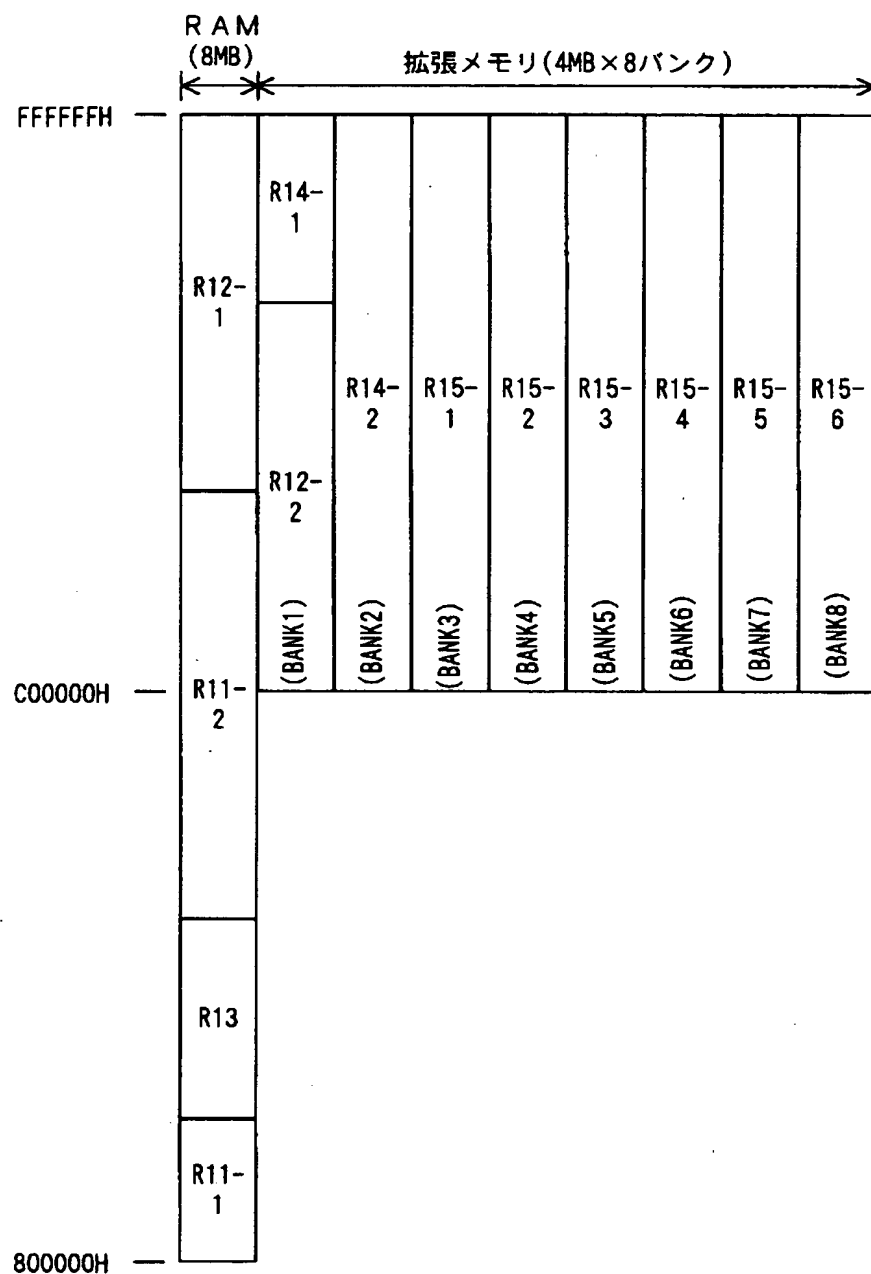 RAM
(8MB)
拡張メモリ(4MB×8バンク)
FFFFFFH
R14-
1
R12-
1
R14-
2
R15-
1
R15-
2
R15-
3
R15-
4
R15-
5
R15-
6
R12-
2
(BANK1)
(BANK2)
(BANK3)
(BANK4)
(BANK5)
(BANK6)
(BANK7)
(BANK8)
C00000H
R11-
2
R13
R11-
1
800000H